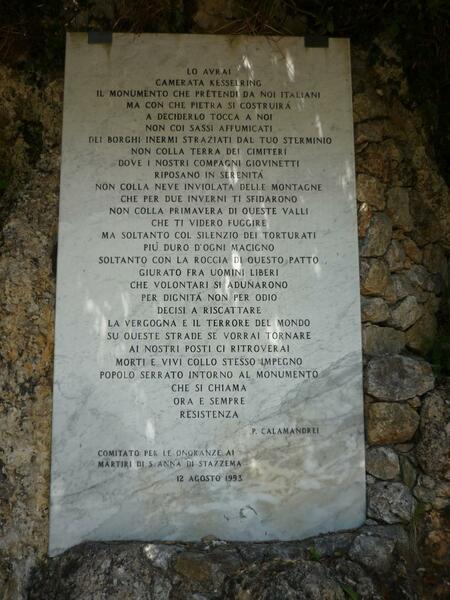 LO AVRAI
CAMERATA KESSELRING
IL MONUMENTO CHE PRETENDI DA NOI ITALIANI
MA CON CHE PIETRA SI COSTRUIRÁ
A DECIDERLO TOCCA A NOI
NON COI SASSI AFFUMICATI
DEI BORGHI INERMI STRAZIATI DAL TUO STERMINIO
NON COLLA TERRA DEI CIMITERI
DOVE I NOSTRI COMPAGNI GIOVINETTI
RIPOSANO IN SERENITÁ
NON COLLA NEVE INVIOLATA DELLE MONTAGNE
CHE PER DUE INVERNI TI SFIDARONO
NON COLLA PRIMAVERA DI QUESTE VALLI
CHE TI VIDERO FUGGIRE
MA SOLTANTO COL SILENZIO DEI TORTURATI
PIÚ DURO D'OGNI MACIGNO
SOLTANTO CON LA ROCCIA DI QUESTO PATTO
GIURATO FRA UOMINI LIBERI
CHE VOLONTARI SI ADUNARONO
PER DIGNITÁ NON PER ODIO
DECISI A RISCATTARE
LA VERGOGNA E IL TERRORE DEL MONDO
SU QUESTE STRADE SE VORRAI TORNARE
AI NOSTRI POSTI CI RITROVERAI
MORTI E VIVI COLLO STESSO IMPEGNO
POPOLO SERRATO INTORNO AL MONUMENTO
CHE SI CHIAMA
ORA E SEMPRE
RESISTENZA
P. CALAMANDREI
COMITATO PER LE ONORANZE AI
MARTIRI DI S. ANNA DI STAZZEMA
12 AGOSTO 1993